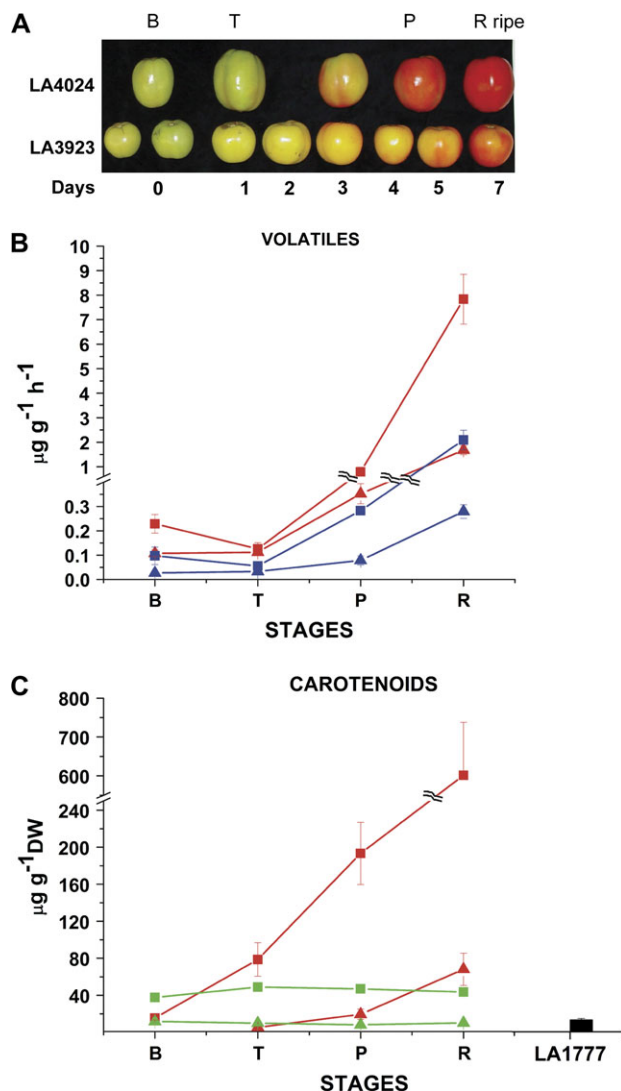 A
B T P R ripe
LA4024
LA3923
Days 0 1 2 3 4 5 7
B
VOLATILES
10
9
8
7
6
5
4
3
2
1
0.3
0.2
0.1
0.0
µg g-1 h-1
B T P R
STAGES
C
CAROTENOIDS
800
700
600
240
200
160
120
80
40
µg g-1DW
B T P R LA1777
STAGES